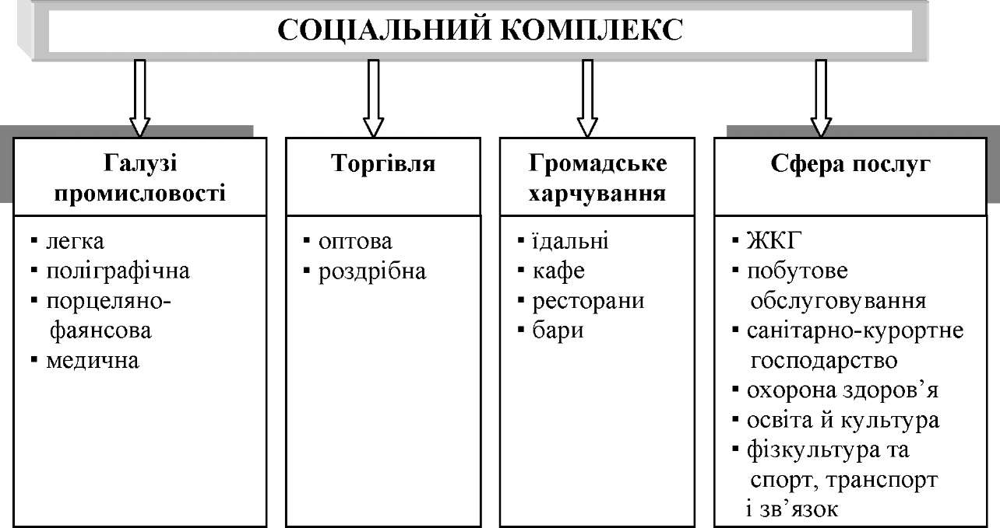 СОЦІАЛЬНИЙ КОМПЛЕКС
Галузі
промисловості
▪ легка
▪ поліграфічна
▪ порцеляно-
фаянсова
▪ медична
Торгівля
▪ оптова
▪ роздрібна
Громадське
харчування
▪ їдальні
▪ кафе
▪ ресторани
▪ бари
Сфера послуг
▪ ЖКГ
▪ побутове
обслуговування
▪ санітарно-курортне
господарство
▪ охорона здоров’я
▪ освіта й культура
▪ фізкультура та
спорт, транспорт
і зв’язок